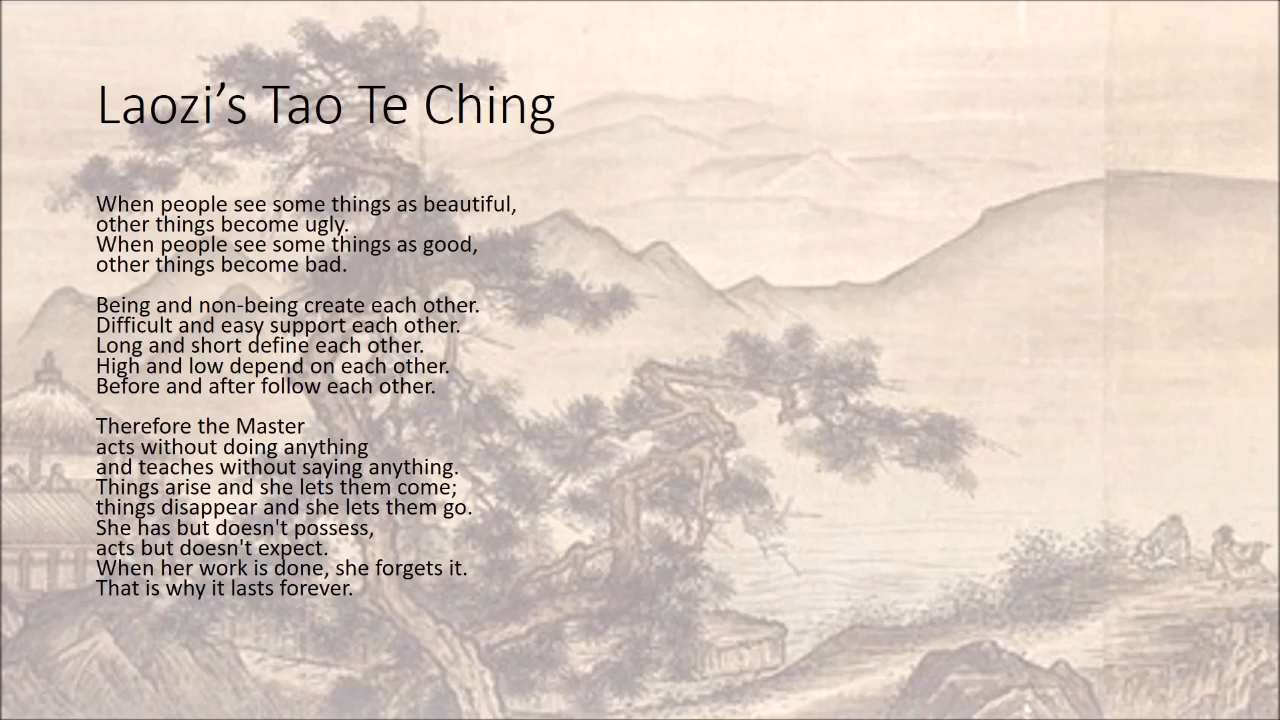 Laozi’s Tao Te Ching
When people see some things as beautiful,
other things become ugly.
When people see some things as good,
other things become bad.
Being and non-being create each other.
Difficult and easy support each other.
Long and short define each other.
High and low depend on each other.
Before and after follow each other.
Therefore the Master
acts without doing anything
and teaches without saying anything.
Things arise and she lets them come;
things disappear and she lets them go.
She has but doesn't possess,
acts but doesn't expect.
When her work is done, she forgets it.
That is why it lasts forever.